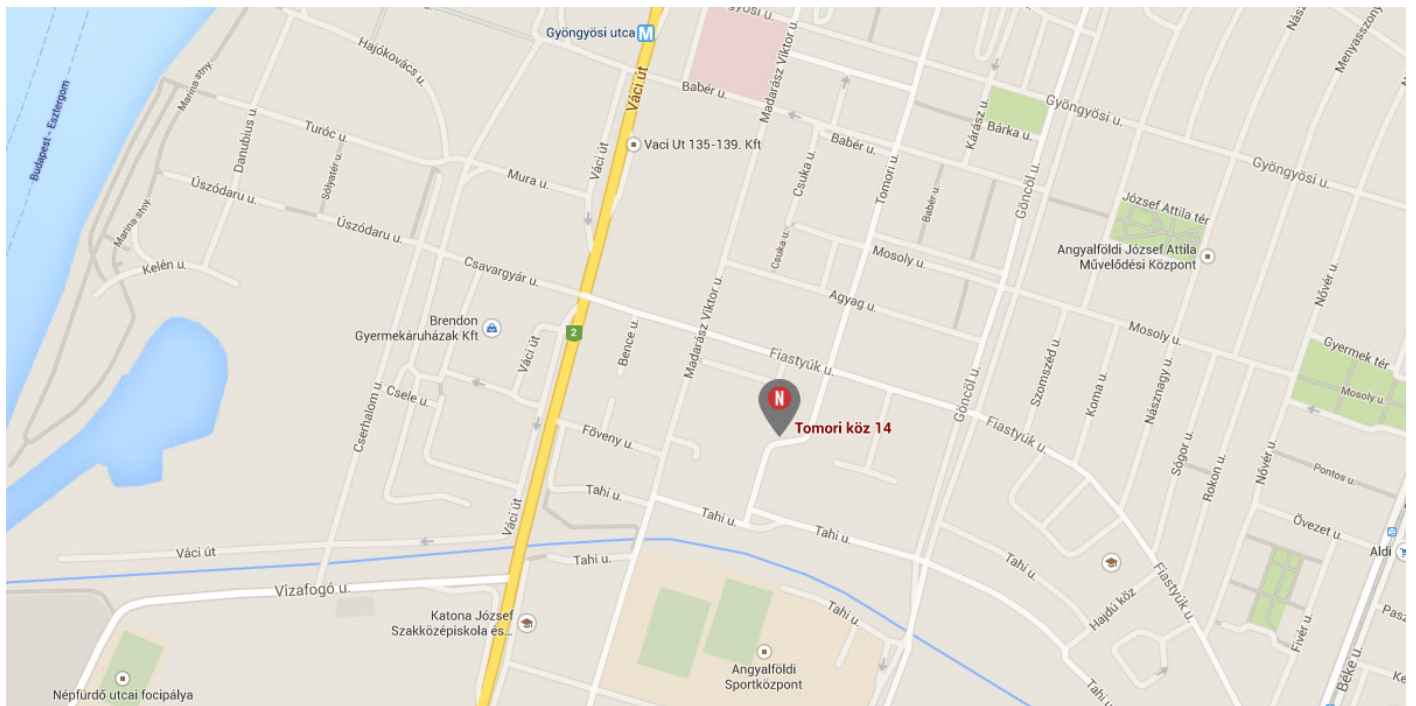 Gyöngyösi utca
M
Hajókovács u.
Marina stny.
Budapest - Esztergom
Danubius u.
Turóc u.
Sólyatér u.
Váci út
Váci út
Mura u.
Úszódaru u.
Úszódaru u.
Marina stny.
Kelén u.
Csavargyár u.
Babér u.
Vaci Ut 135-139. Kft
Madarász Viktor u.
Csuka u.
Csuka u.
Babér u.
Tomori u.
Babér u.
Kárász u.
Bárka u.
Göncöl u.
Gyöngyösi u.
Gyöngyösi u.
Menyasszony
József Attila tér
Angyalföldi József Attila
Művelődési Központ
Mosoly u.
Agyag u.
Mosoly u.
Nővér u.
Gyermek tér
Mosoly u.
Brendon
Gyermekáruházak Kft
2
Váci út
Bence u.
Madarász Viktor u.
Fiastyúk u.
N
Tomori köz 14
Göncöl u.
Fiastyúk u.
Szomszéd u.
Koma u.
Násznagy u.
Sógor u.
Rokon u.
Nővér u.
Pontos u.
Övezet u.
Aldi
Csele u.
Cserhalom u.
Föveny u.
Tahi u.
Tahi u.
Tahi u.
Tahi u.
Váci út
Váci út
Tahi u.
Vizafogó u.
Katona József
Szakközépiskola és...
Tahi u.
Hajdú köz
Fiastyúk u.
Fivér u.
Béke u.
Tahi u.
Angyalföldi
Sportközpont
Népfürdő utcai focipálya